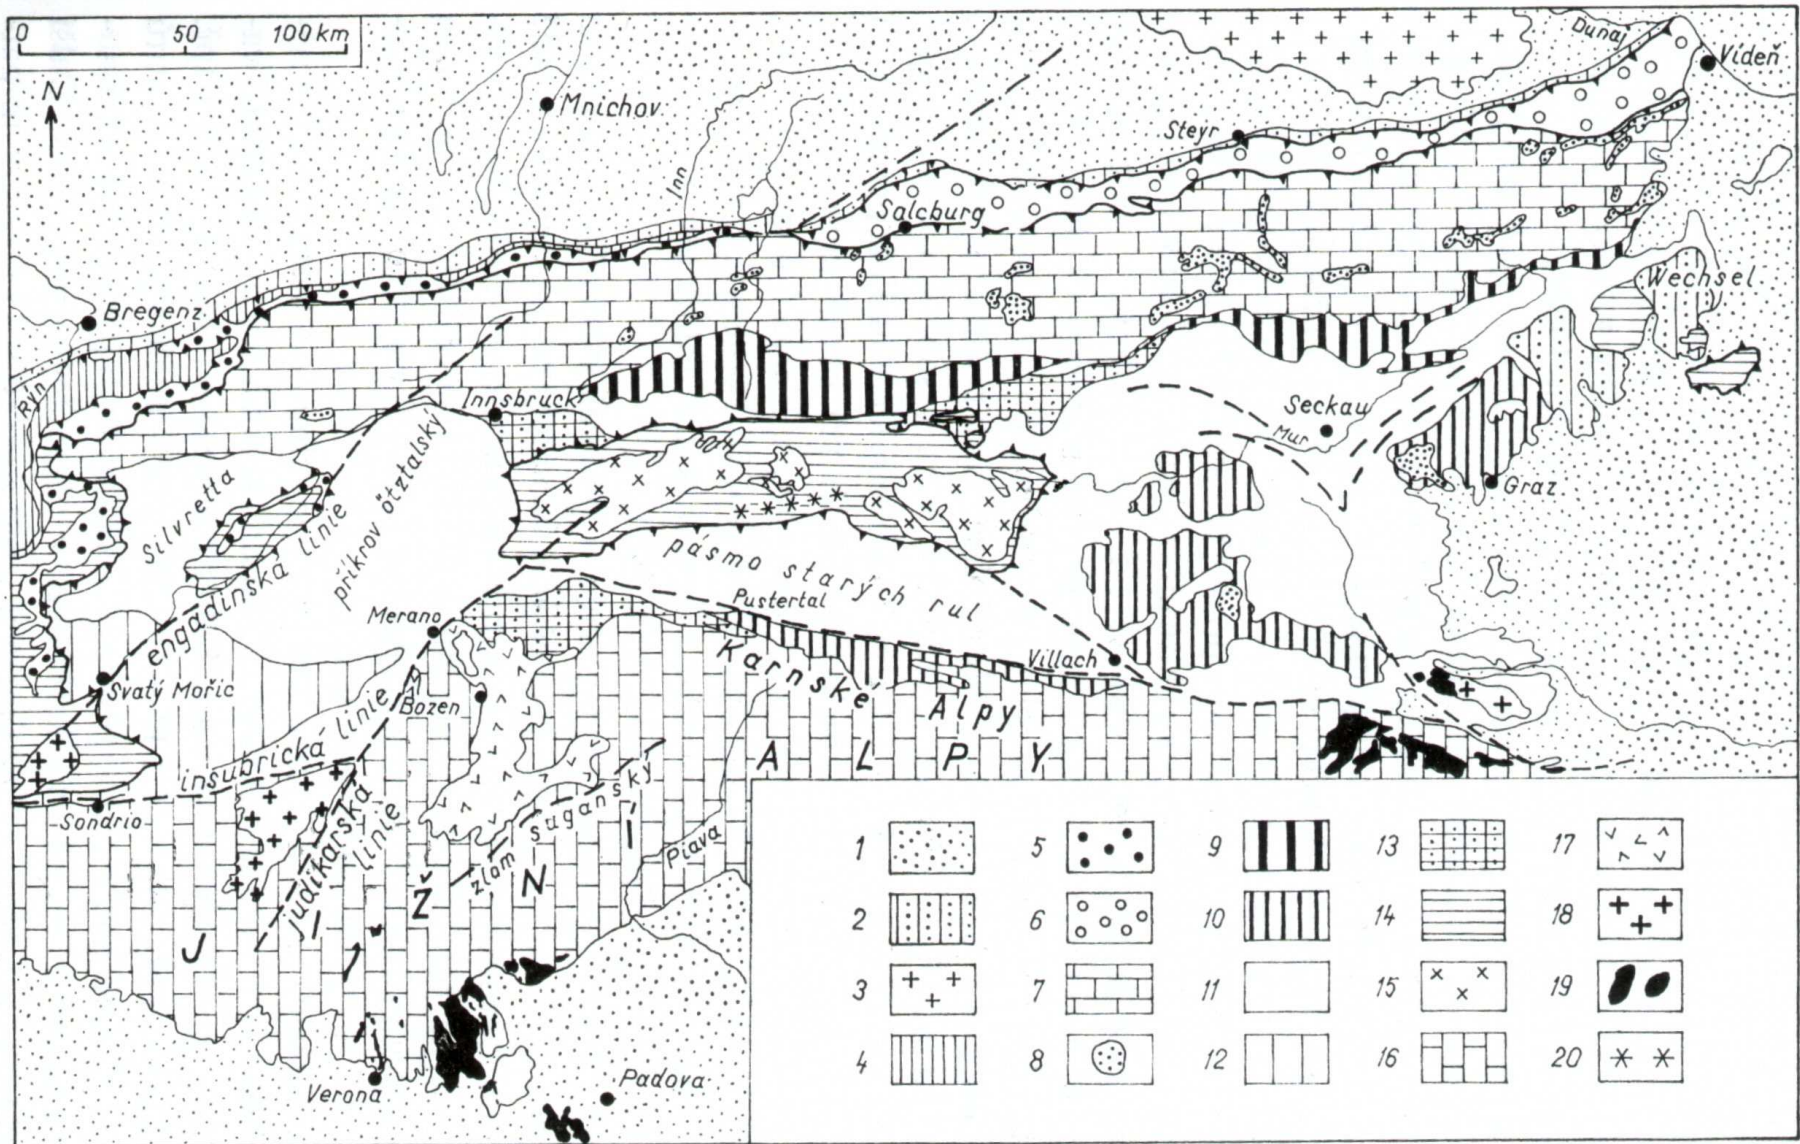 0 50 100 km
N
Mnichov
Dunaj
Vídeň
Steyr
Inn
Salcburg
Bregenz
Rýn
Wechsel
Innsbruck
Seckau
Mur
Graz
Silvretta
engadinská linie
příkrov ötztalský
pásmo starých rul
Pustertal
Merano
Villach
Karnské Alpy
Svatý Mořic
Bozen
insubrická linie
judikarská linie
zlom suganský
Piava
Sondrio
J I Ž N Í
A L P Y
Verona
Padova
1 5 9 13 17
2 6 10 14 18
3 7 11 15 19
4 8 12 16 20